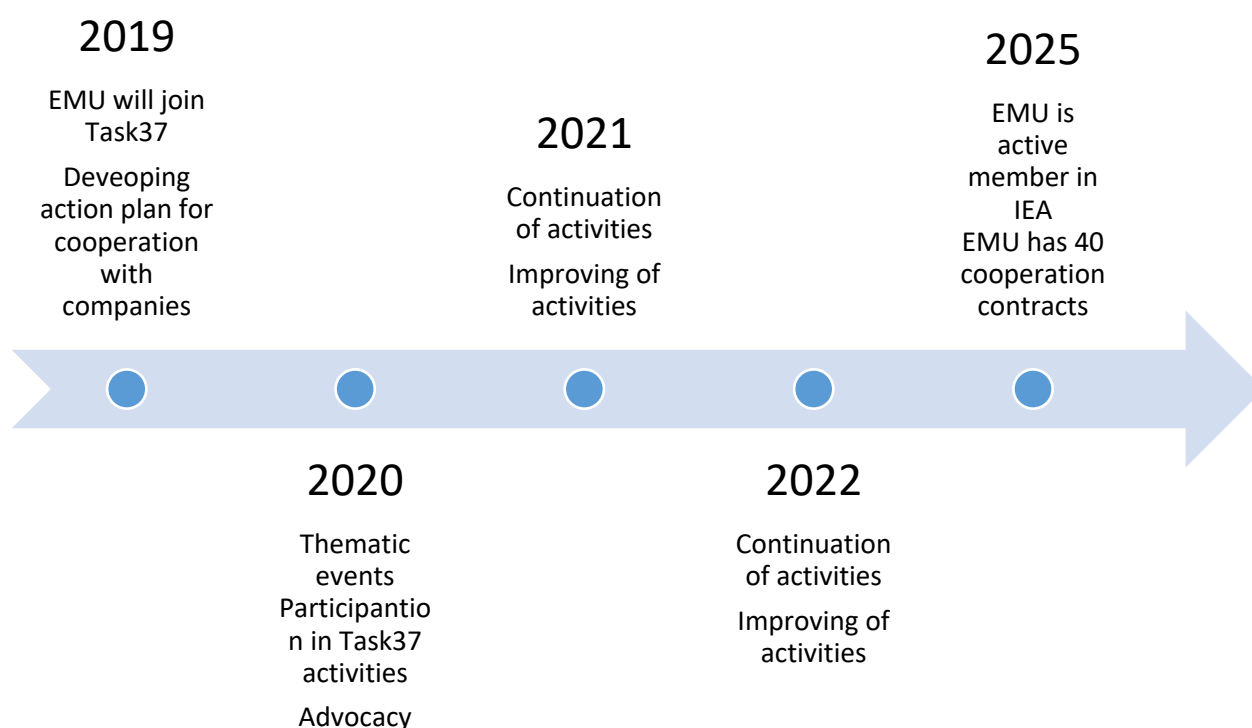 2019
EMU will join
Task37
Deveoping
action plan for
cooperation
with
companies
2020
Thematic
events
Participantio
n in Task37
activities
Advocacy
2021
Continuation
of activities
Improving of
activities
2022
Continuation
of activities
Improving of
activities
2025
EMU is
active
member in
IEA
EMU has 40
cooperation
contracts